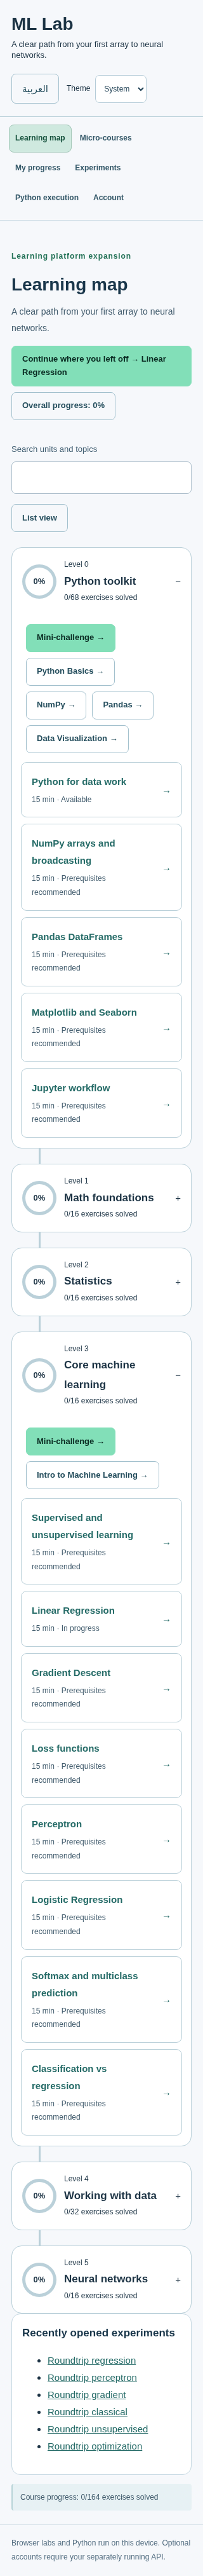 ML Lab
A clear path from your first array to neural
networks.
العربية
Theme
System
Learning map
Micro-courses
My progress
Experiments
Python execution
Account
Learning platform expansion
Learning map
A clear path from your first array to neural
networks.
Continue where you left off → Linear
Regression
Overall progress: 0%
Search units and topics
List view
0%
Level 0
Python toolkit
0/68 exercises solved
−
Mini-challenge →
Python Basics →
NumPy →
Pandas →
Data Visualization →
Python for data work
15 min · Available
→
NumPy arrays and
broadcasting
15 min · Prerequisites
recommended
→
Pandas DataFrames
15 min · Prerequisites
recommended
→
Matplotlib and Seaborn
15 min · Prerequisites
recommended
→
Jupyter workflow
15 min · Prerequisites
recommended
→
0%
Level 1
Math foundations
0/16 exercises solved
+
0%
Level 2
Statistics
0/16 exercises solved
+
0%
Level 3
Core machine
learning
0/16 exercises solved
−
Mini-challenge →
Intro to Machine Learning →
Supervised and
unsupervised learning
15 min · Prerequisites
recommended
→
Linear Regression
15 min · In progress
→
Gradient Descent
15 min · Prerequisites
recommended
→
Loss functions
15 min · Prerequisites
recommended
→
Perceptron
15 min · Prerequisites
recommended
→
Logistic Regression
15 min · Prerequisites
recommended
→
Softmax and multiclass
prediction
15 min · Prerequisites
recommended
→
Classification vs
regression
15 min · Prerequisites
recommended
→
0%
Level 4
Working with data
0/32 exercises solved
+
0%
Level 5
Neural networks
0/16 exercises solved
+
Recently opened experiments
Roundtrip regression
Roundtrip perceptron
Roundtrip gradient
Roundtrip classical
Roundtrip unsupervised
Roundtrip optimization
Course progress: 0/164 exercises solved
Browser labs and Python run on this device. Optional
accounts require your separately running API.